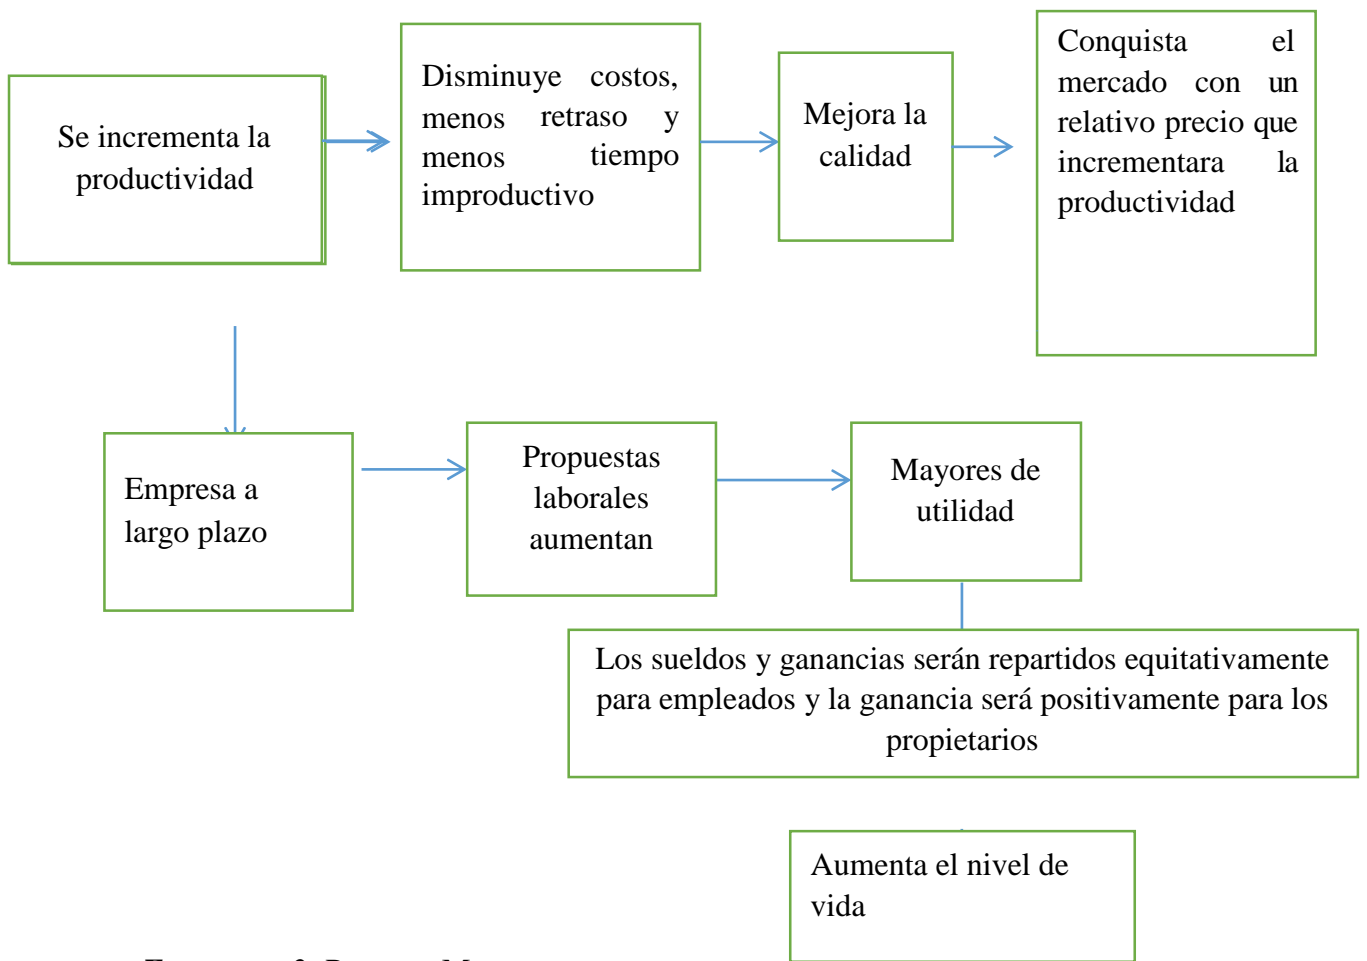 Se incrementa la
productividad
Disminuye costos,
menos retraso y
menos tiempo
improductivo
Mejora la
calidad
Conquista el
mercado con un
relativo precio que
incrementara la
productividad
Empresa a
largo plazo
Propuestas
laborales
aumentan
Mayores de
utilidad
Los sueldos y ganancias serán repartidos equitativamente
para empleados y la ganancia será positivamente para los
propietarios
Aumenta el nivel de
vida